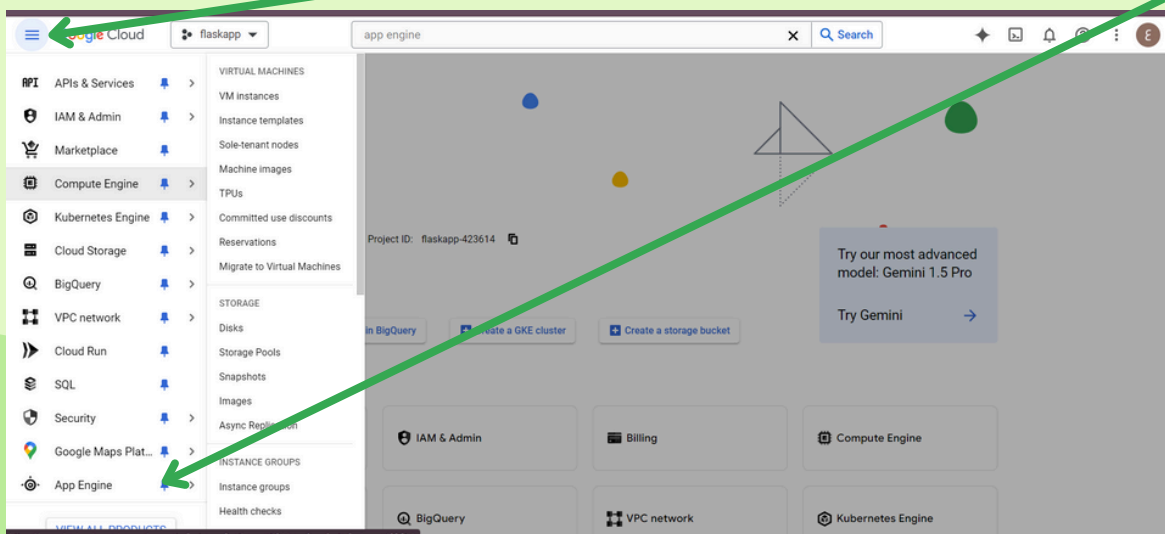 Cloud
flaskapp
app engine
Search
E
API APIs & Services
IAM & Admin
Marketplace
Compute Engine
Kubernetes Engine
Cloud Storage
BigQuery
VPC network
Cloud Run
SQL
Security
Google Maps Plat...
App Engine
VIEW ALL PRODUCTS
VIRTUAL MACHINES
VM instances
Instance templates
Sole-tenant nodes
Machine images
TPUs
Committed use discounts
Reservations
Migrate to Virtual Machines
STORAGE
Disks
Storage Pools
Snapshots
Images
Async Replication
INSTANCE GROUPS
Instance groups
Health checks
Project ID: flaskapp-423614
in BigQuery
Create a GKE cluster
Create a storage bucket
Try our most advanced
model: Gemini 1.5 Pro
Try Gemini
IAM & Admin
Billing
Compute Engine
BigQuery
VPC network
Kubernetes Engine